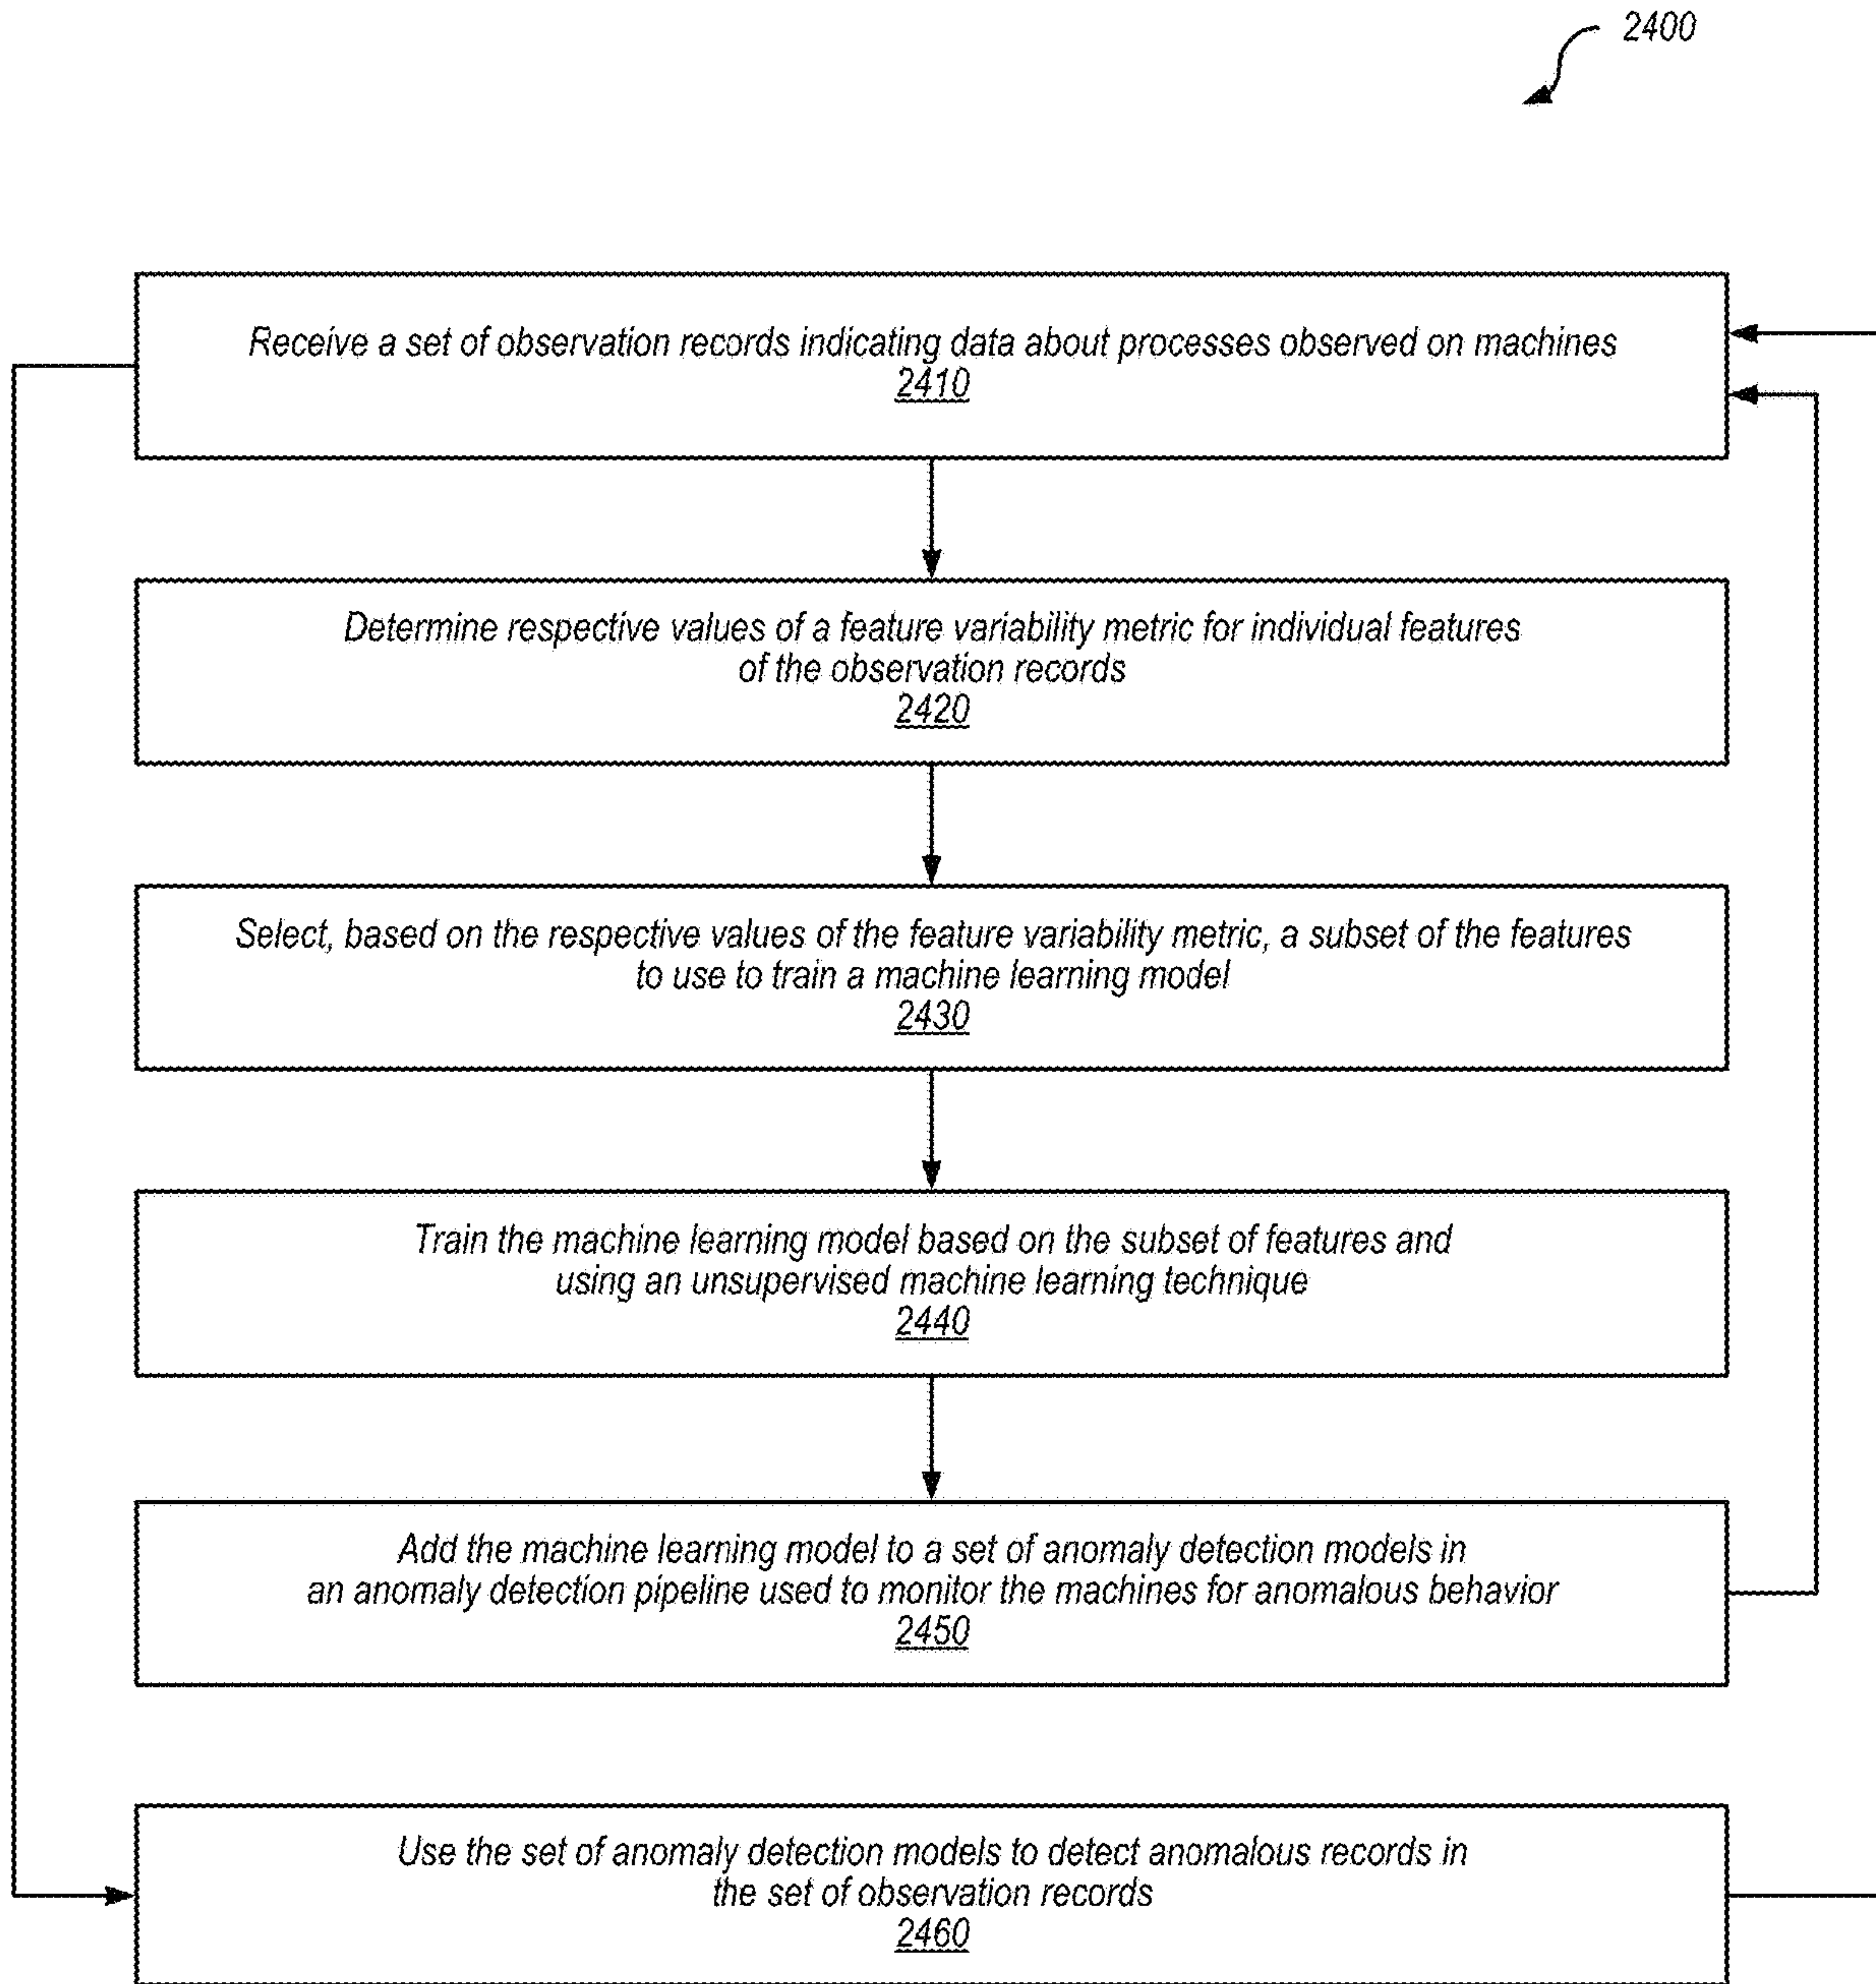 2400
Receive a set of observation records indicating data about processes observed on machines
2410
Determine respective values of a feature variability metric for individual features
of the observation records
2420
Select, based on the respective values of the feature variability metric, a subset of the features
to use to train a machine learning model
2430
Train the machine learning model based on the subset of features and
using an unsupervised machine learning technique
2440
Add the machine learning model to a set of anomaly detection models in
an anomaly detection pipeline used to monitor the machines for anomalous behavior
2450
Use the set of anomaly detection models to detect anomalous records in
the set of observation records
2460